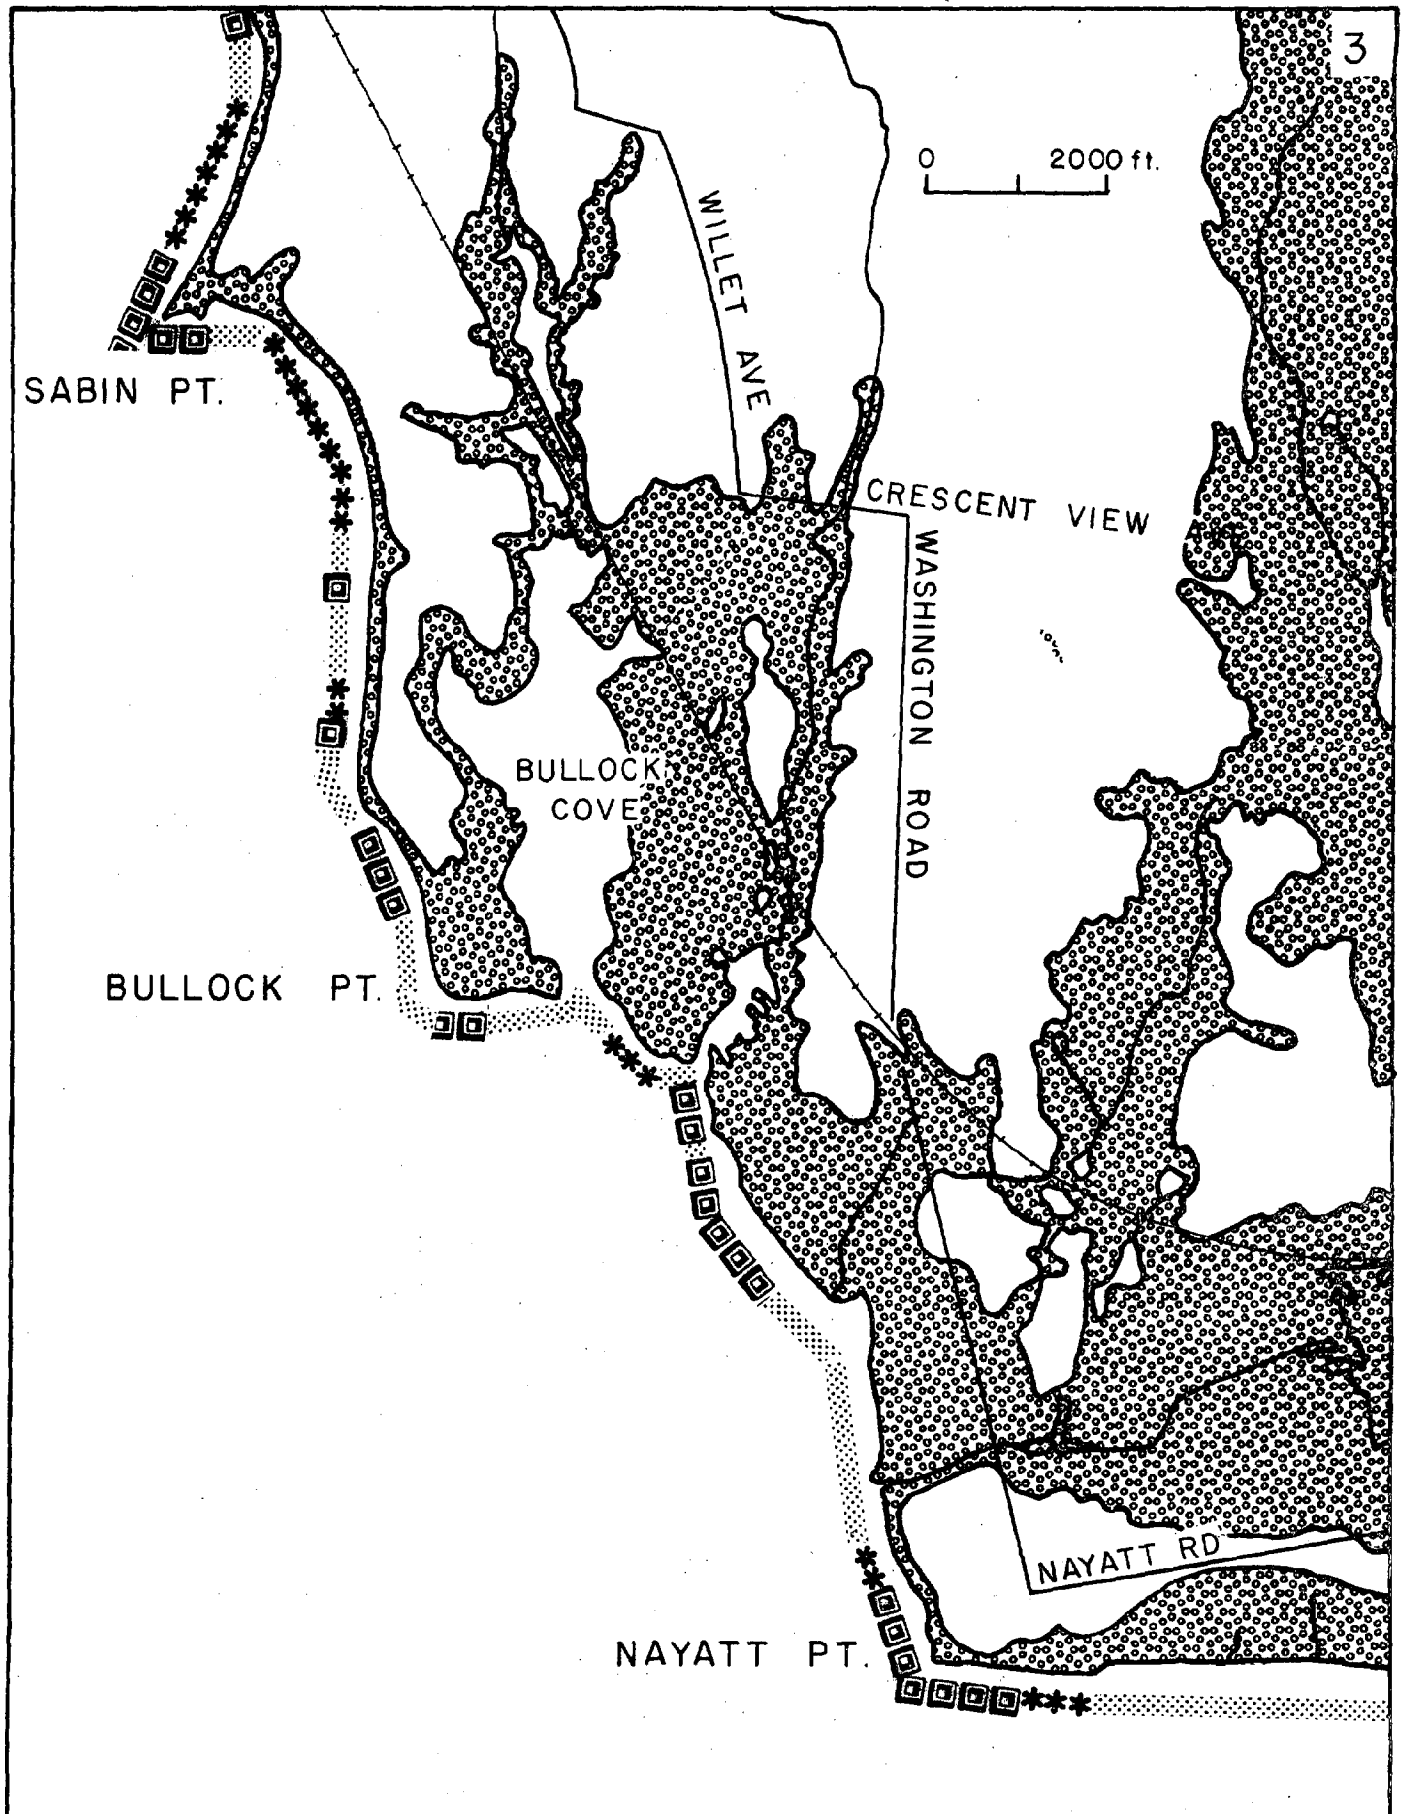 3
0 2000 ft.
WILLET AVE
SABIN PT.
CRESCENT VIEW
WASHINGTON ROAD
BULLOCK
COVE
BULLOCK PT.
NAYATT RD
NAYATT PT.